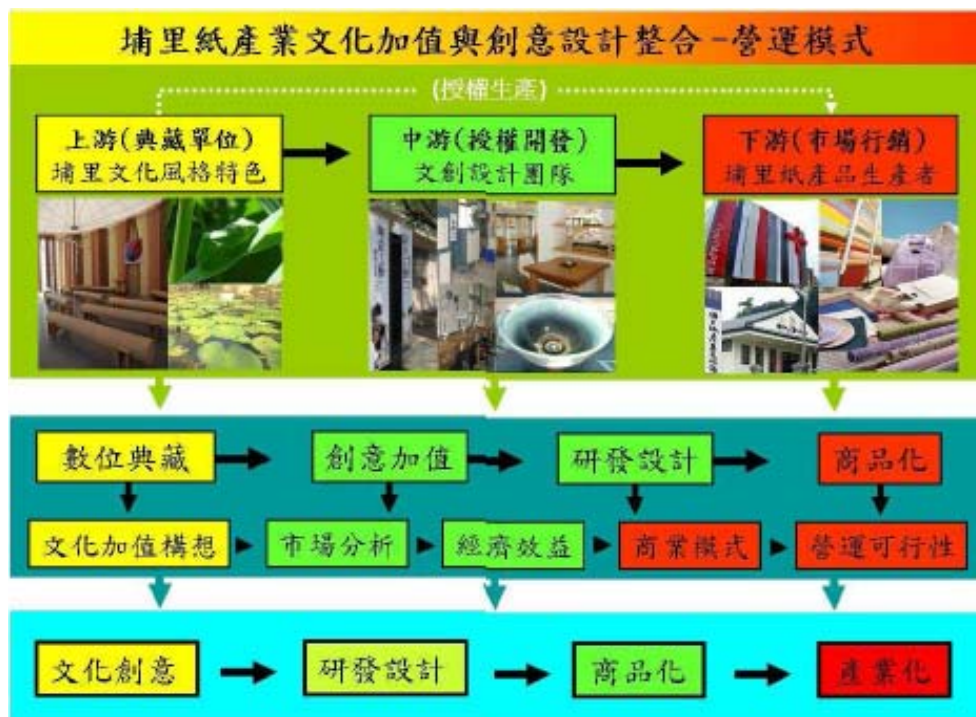 埔里紙產業文化加值與創意設計整合-營運模式
(授權生產)
上游(典藏單位)
埔里文化風格特色
中游(授權開發)
文創設計團隊
下游(市場行銷)
埔里紙產品生產者
數位典藏
創意加值
研發設計
商品化
文化加值構想
市場分析
經濟效益
商業模式
營運可行性
文化創意
研發設計
商品化
產業化